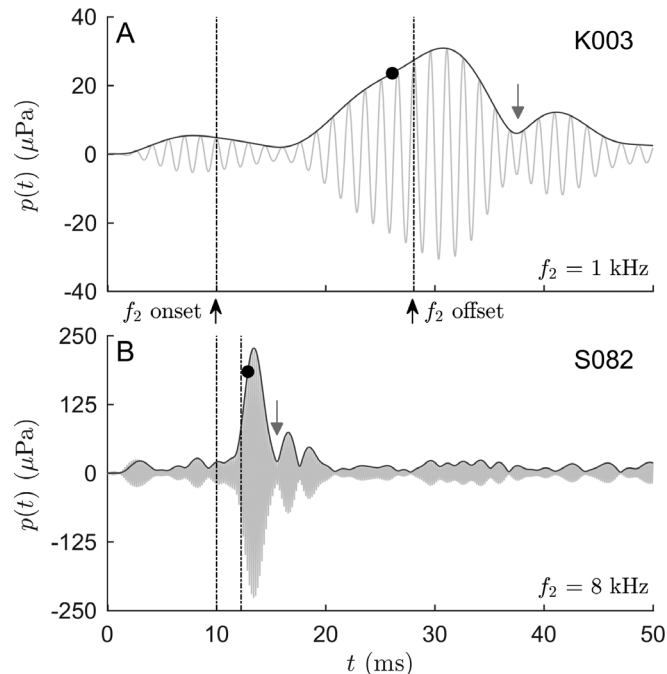 A K003
40
20
0
-20
-40
p(t) (μPa)
f₂ = 1 kHz
f₂ onset f₂ offset
B S082
250
125
0
-125
-250
p(t) (μPa)
f₂ = 8 kHz
0 10 20 30 40 50
t (ms)